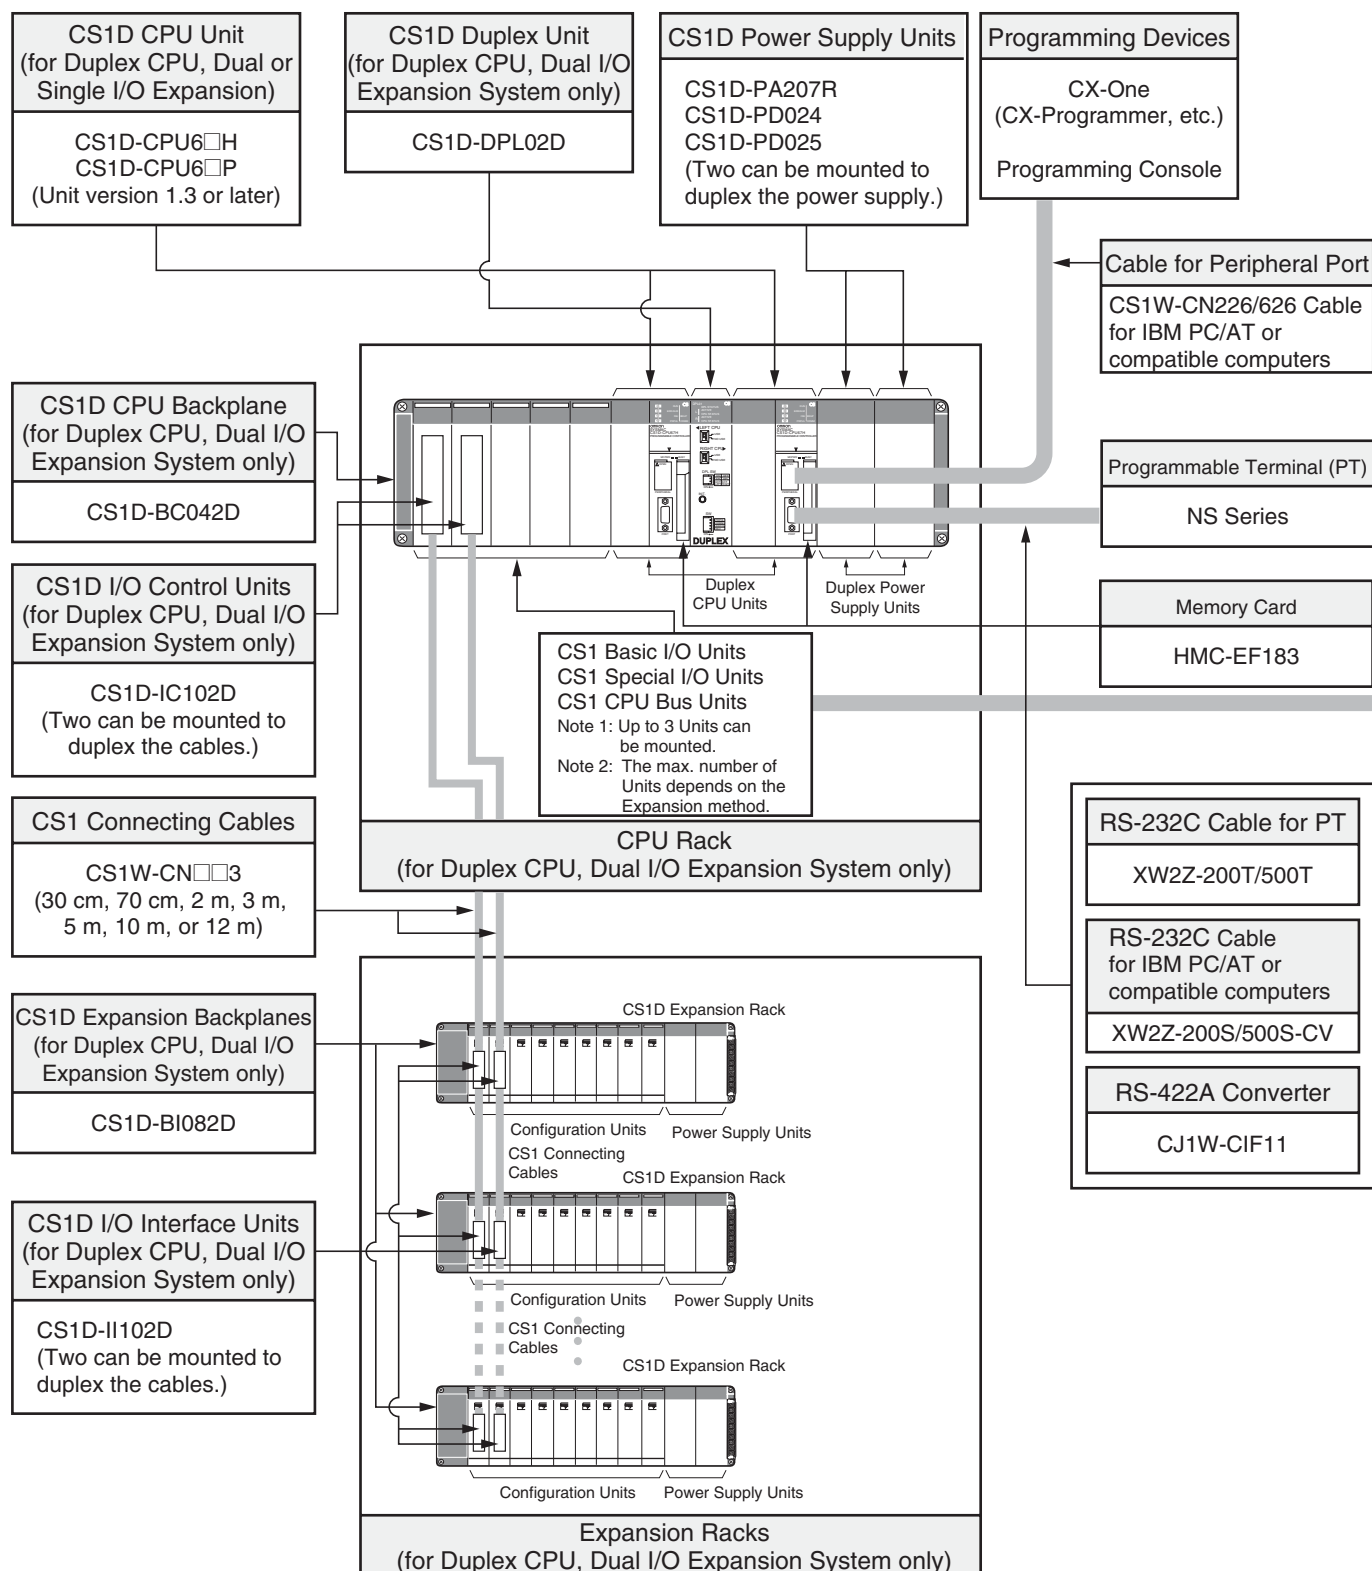 CS1D CPU Unit
(for Duplex CPU, Dual or
Single I/O Expansion)
CS1D-CPU6□H
CS1D-CPU6□P
(Unit version 1.3 or later)
CS1D Duplex Unit
(for Duplex CPU, Dual I/O
Expansion System only)
CS1D-DPL02D
CS1D Power Supply Units
CS1D-PA207R
CS1D-PD024
CS1D-PD025
(Two can be mounted to
duplex the power supply.)
Programming Devices
CX-One
(CX-Programmer, etc.)
Programming Console
Cable for Peripheral Port
CS1W-CN226/626 Cable
for IBM PC/AT or
compatible computers
CS1D CPU Backplane
(for Duplex CPU, Dual I/O
Expansion System only)
CS1D-BC042D
LEFT CPU
RIGHT CPU
DPL SW
DUPLEX
Programmable Terminal (PT)
NS Series
CS1D I/O Control Units
(for Duplex CPU, Dual I/O
Expansion System only)
CS1D-IC102D
(Two can be mounted to
duplex the cables.)
Duplex
CPU Units
Duplex Power
Supply Units
Memory Card
HMC-EF183
CS1 Basic I/O Units
CS1 Special I/O Units
CS1 CPU Bus Units
Note 1: Up to 3 Units can
be mounted.
Note 2: The max. number of
Units depends on the
Expansion method.
CPU Rack
(for Duplex CPU, Dual I/O Expansion System only)
CS1 Connecting Cables
CS1W-CN□□3
(30 cm, 70 cm, 2 m, 3 m,
5 m, 10 m, or 12 m)
RS-232C Cable for PT
XW2Z-200T/500T
RS-232C Cable
for IBM PC/AT or
compatible computers
XW2Z-200S/500S-CV
RS-422A Converter
CJ1W-CIF11
CS1D Expansion Backplanes
(for Duplex CPU, Dual I/O
Expansion System only)
CS1D-BI082D
CS1D Expansion Rack
Configuration Units
Power Supply Units
CS1 Connecting
Cables
CS1D Expansion Rack
CS1D I/O Interface Units
(for Duplex CPU, Dual I/O
Expansion System only)
CS1D-II102D
(Two can be mounted to
duplex the cables.)
Configuration Units
Power Supply Units
CS1 Connecting
Cables
CS1D Expansion Rack
Configuration Units
Power Supply Units
Expansion Racks
(for Duplex CPU, Dual I/O Expansion System only)